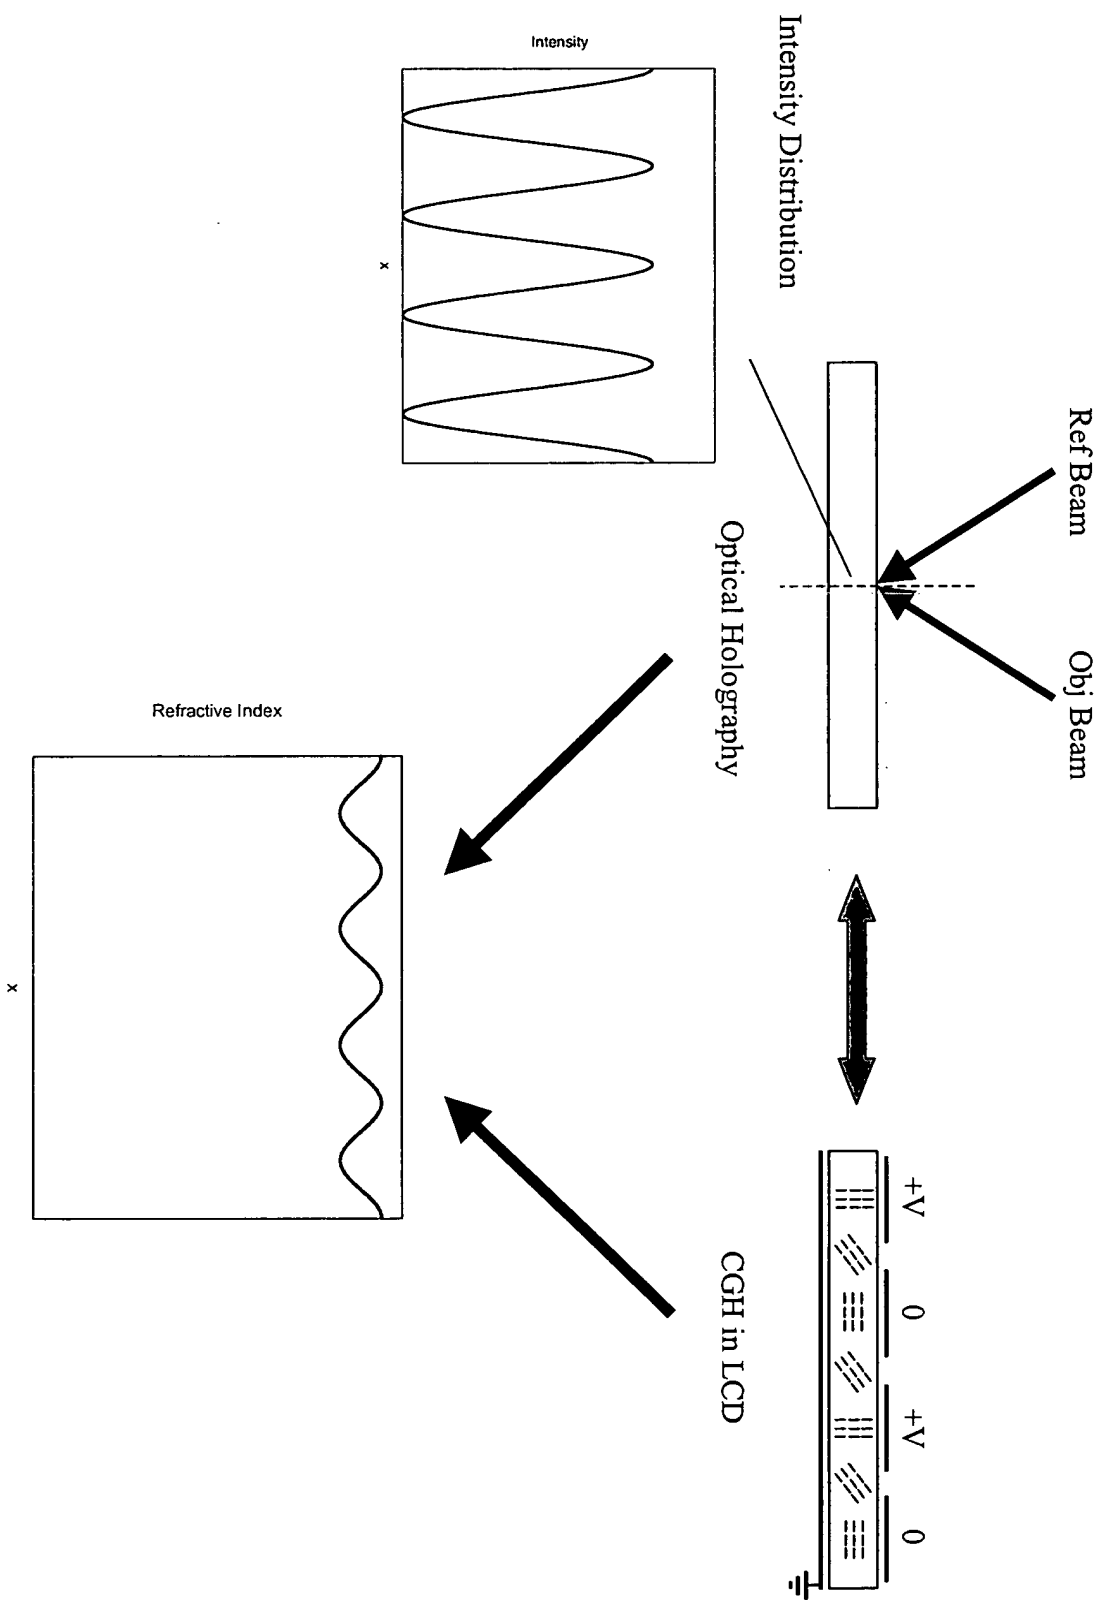 Ref Beam
Obj Beam
+V
0
+V
0
Intensity Distribution
Optical Holography
CGH in LCD
Intensity
x
Refractive Index
x